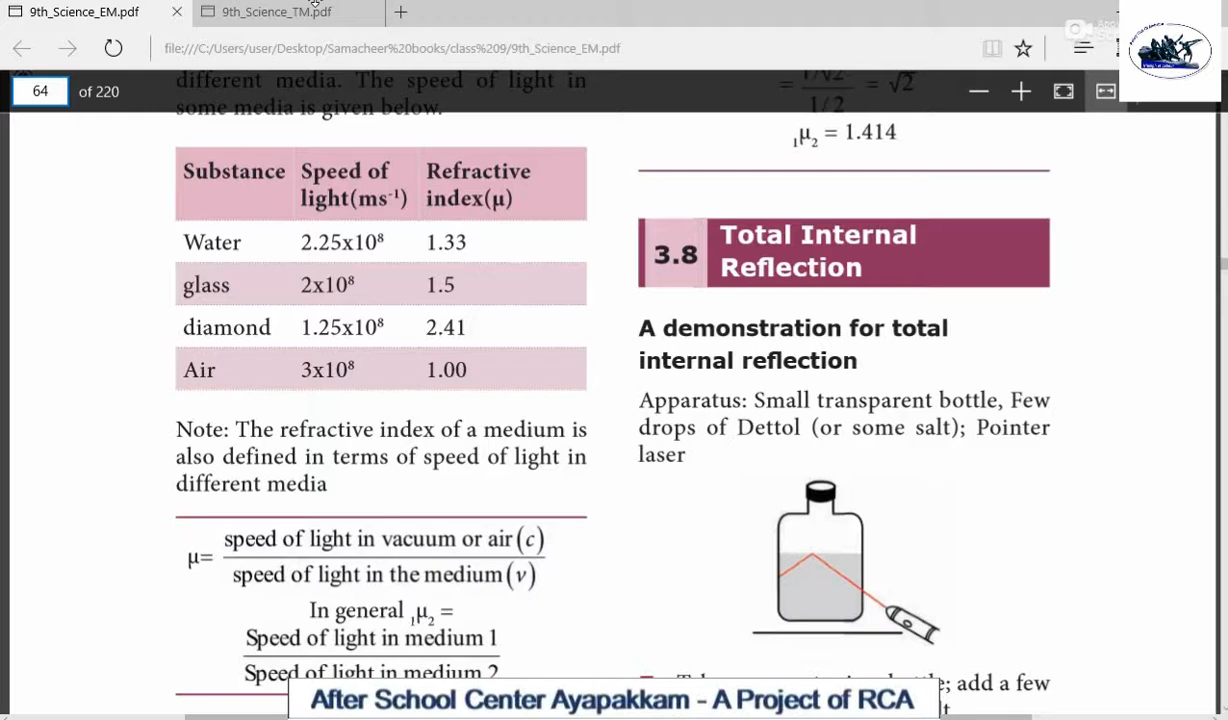 9th_Science_EM.pdf
9th_Science_TM.pdf
file:///C:/Users/user/Desktop/Samacheer%20books/class%209/9th_Science_EM.pdf
64 of 220
different media. The speed of light in
some media is given below.
Substance Speed of light(ms⁻¹) Refractive index(μ)
Water 2.25x10⁸ 1.33
glass 2x10⁸ 1.5
diamond 1.25x10⁸ 2.41
Air 3x10⁸ 1.00
Note: The refractive index of a medium is
also defined in terms of speed of light in
different media
μ= speed of light in vacuum or air(c)
speed of light in the medium(v)
In general ₁μ₂ =
Speed of light in medium 1
Speed of light in medium 2
= 1/√2 = √2
1/2
₁μ₂ = 1.414
3.8 Total Internal
Reflection
A demonstration for total
internal reflection
Apparatus: Small transparent bottle, Few
drops of Dettol (or some salt); Pointer
laser
add a few
After School Center Ayapakkam - A Project of RCA